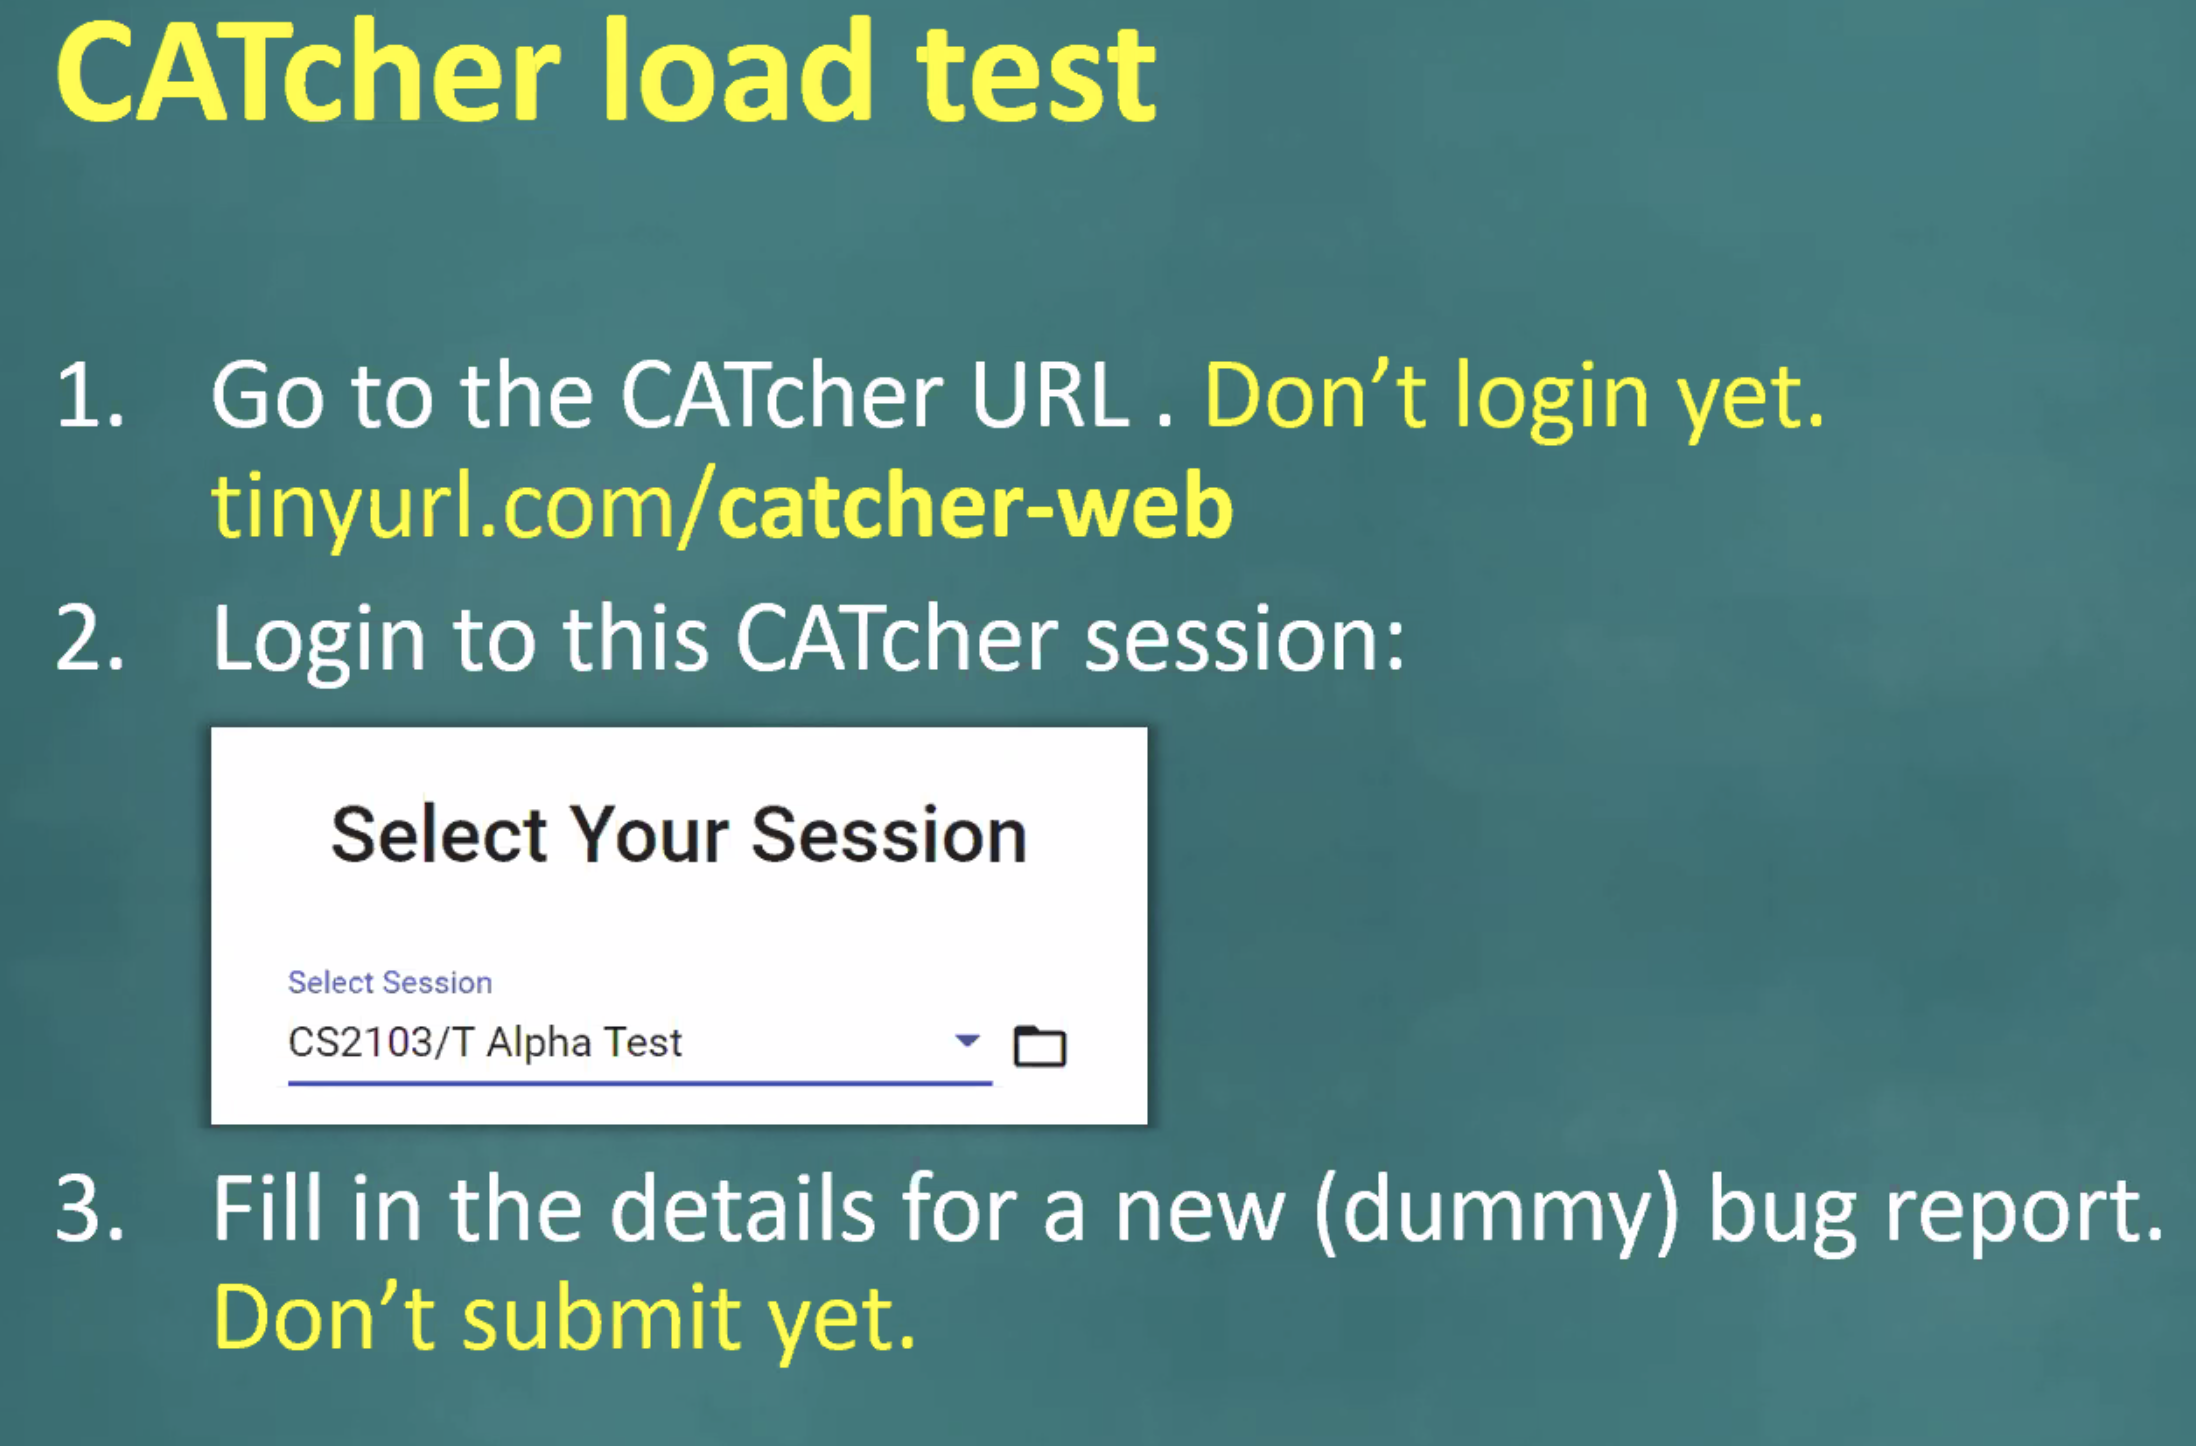 CATcher load test
1. Go to the CATcher URL . Don’t login yet.
tinyurl.com/catcher-web
2. Login to this CATcher session:
Select Your Session
Select Session
CS2103/T Alpha Test
3. Fill in the details for a new (dummy) bug report.
Don’t submit yet.